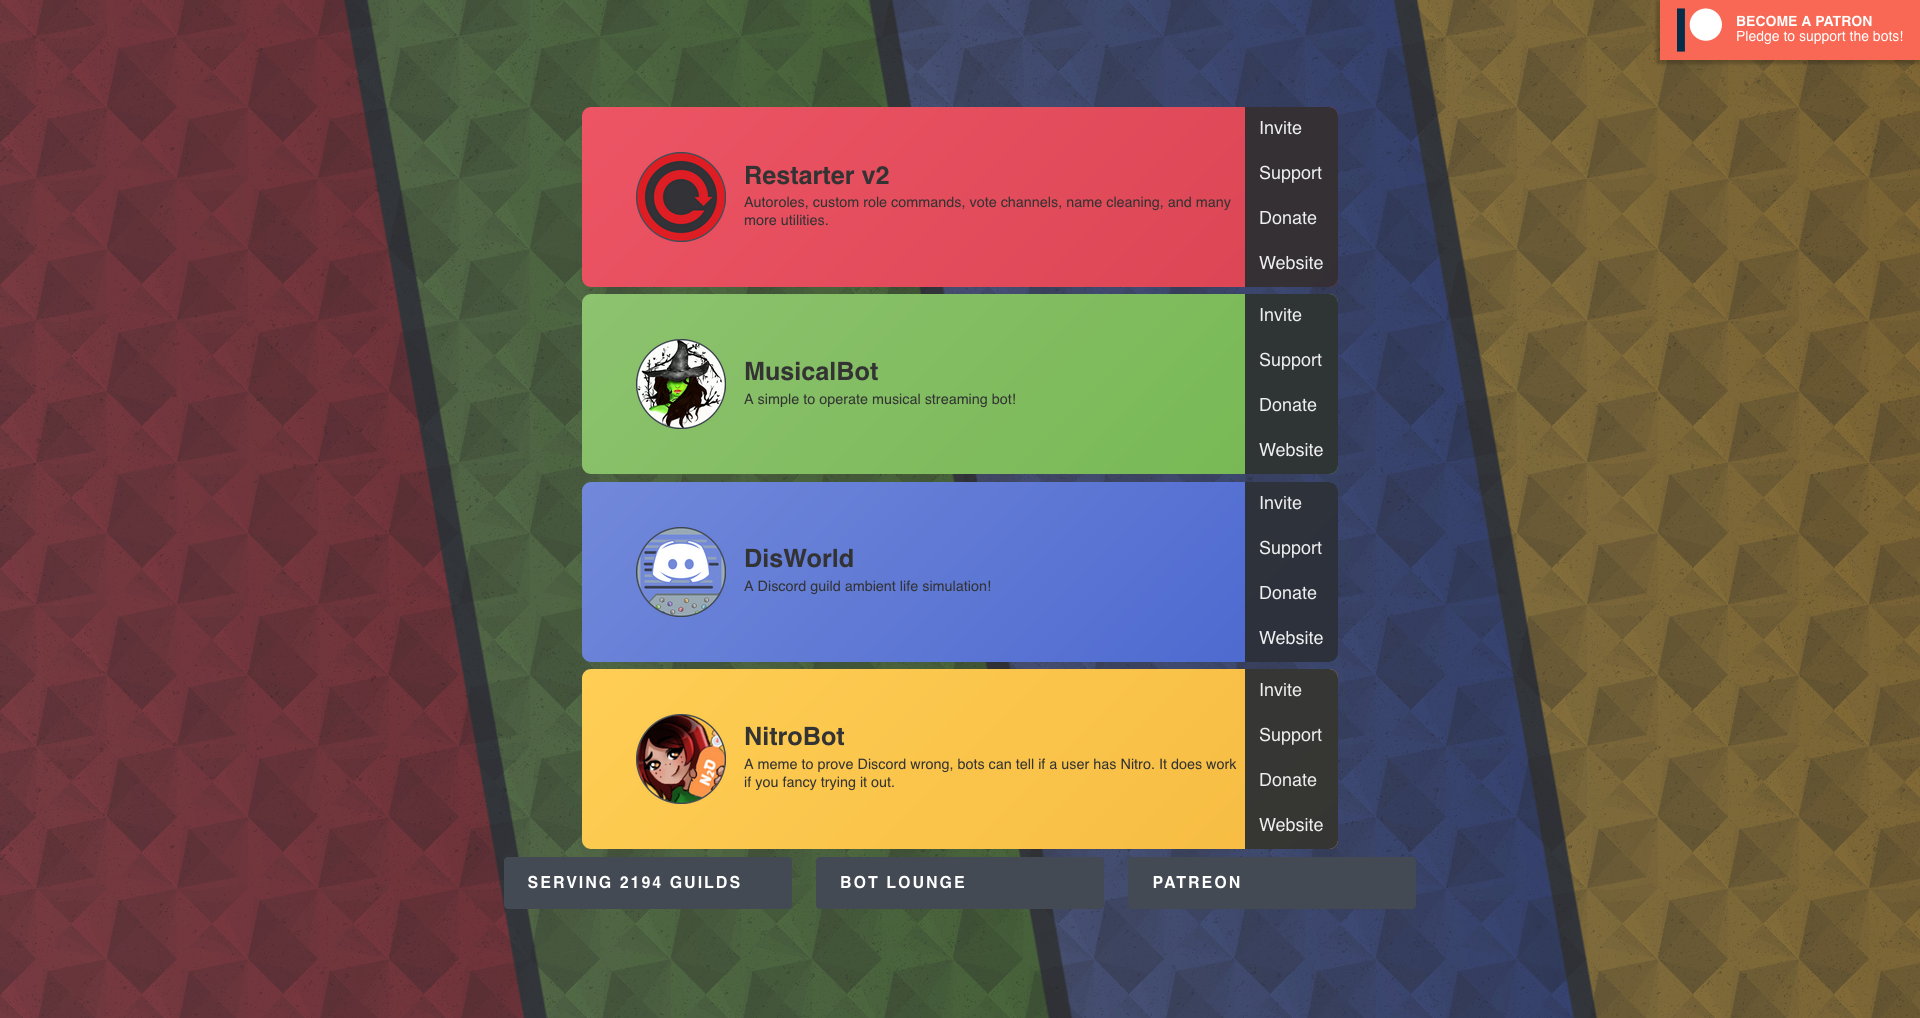 BECOME A PATRON
Pledge to support the bots!
Restarter v2
Autoroles, custom role commands, vote channels, name cleaning, and many
more utilities.
Invite
Support
Donate
Website
MusicalBot
A simple to operate musical streaming bot!
Invite
Support
Donate
Website
DisWorld
A Discord guild ambient life simulation!
Invite
Support
Donate
Website
N2D
NitroBot
A meme to prove Discord wrong, bots can tell if a user has Nitro. It does work
if you fancy trying it out.
Invite
Support
Donate
Website
SERVING 2194 GUILDS
BOT LOUNGE
PATREON